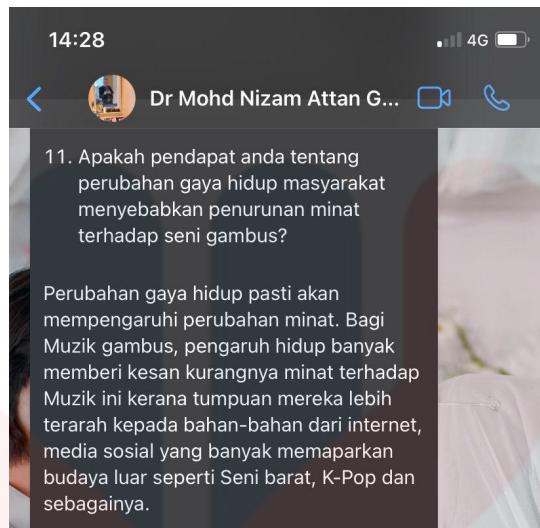 14:28
4G
Dr Mohd Nizam Attan G...
11. Apakah pendapat anda tentang
perubahan gaya hidup masyarakat
menyebabkan penurunan minat
terhadap seni gambus?
Perubahan gaya hidup pasti akan
mempengaruhi perubahan minat. Bagi
Muzik gambus, pengaruh hidup banyak
memberi kesan kurangnya minat terhadap
Muzik ini kerana tumpuan mereka lebih
terarah kepada bahan-bahan dari internet,
media sosial yang banyak memaparkan
budaya luar seperti Seni barat, K-Pop dan
sebagainya.